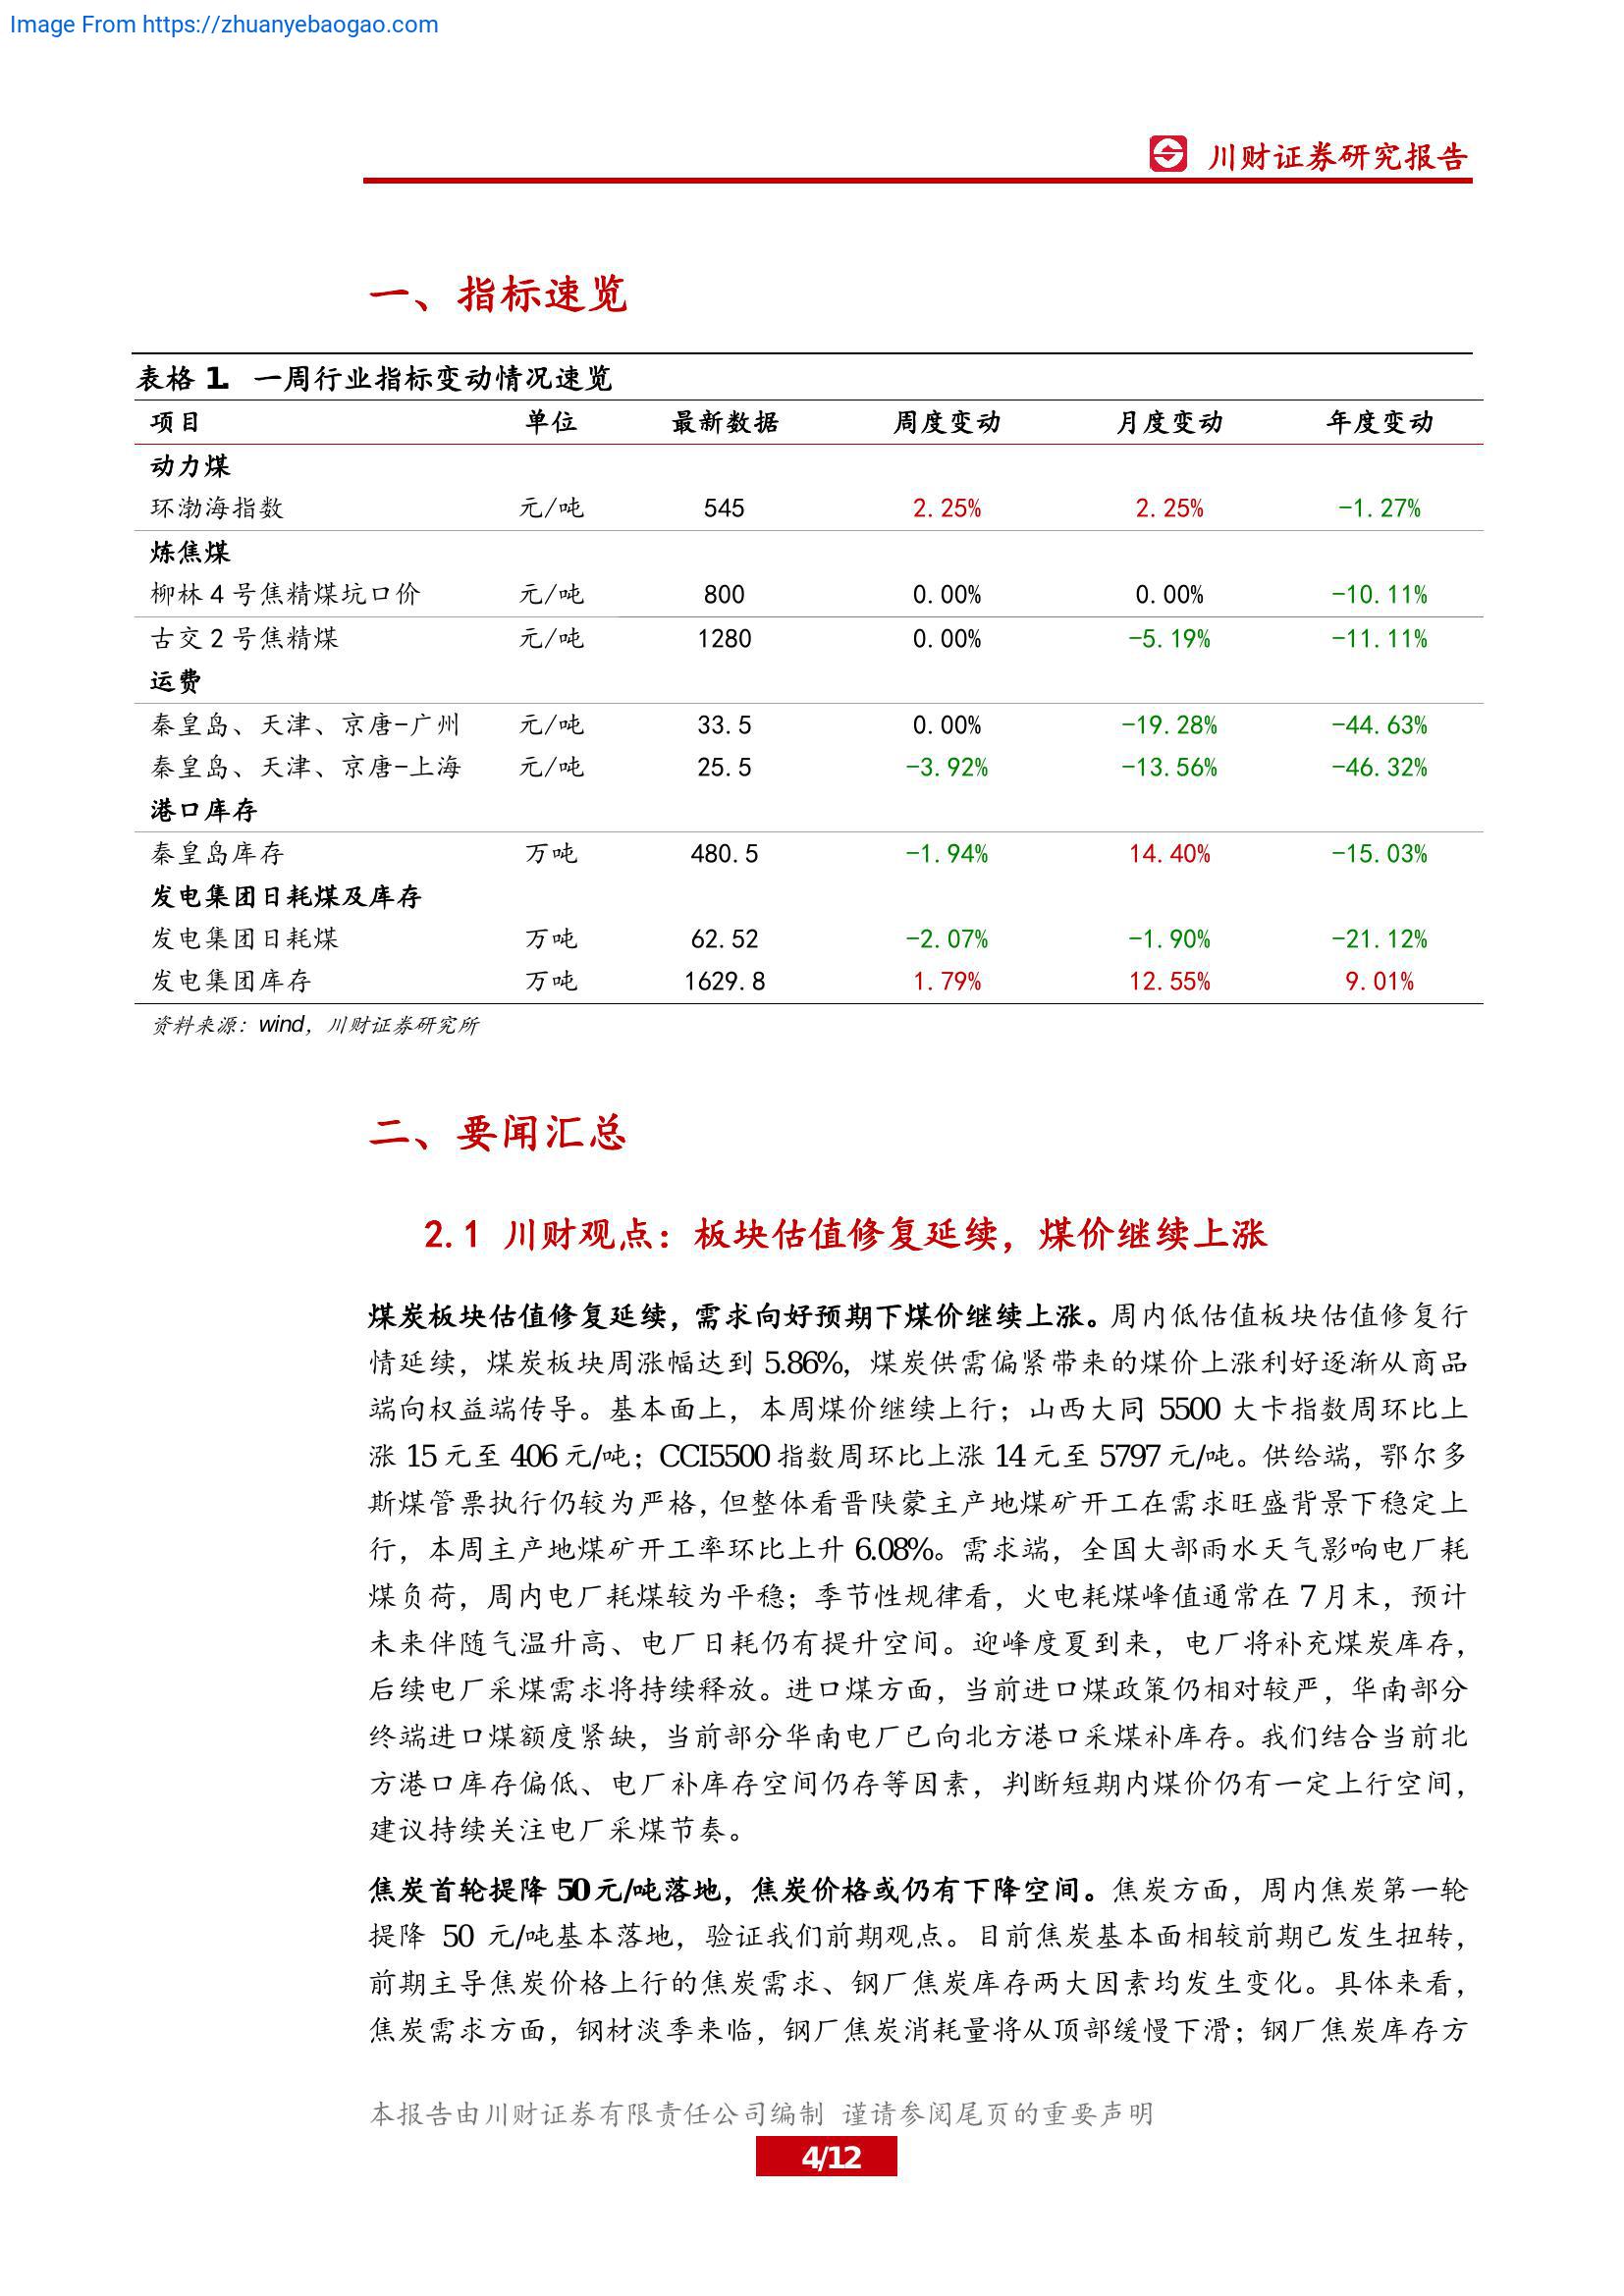 Image From https://zhuanyebaogao.com
川财证券研究报告
一、指标速览
表格 1. 一周行业指标变动情况速览
项目 单位 最新数据 周度变动 月度变动 年度变动
动力煤
环渤海指数 元/吨 545 2.25% 2.25% -1.27%
炼焦煤
柳林 4 号焦精煤坑口价 元/吨 800 0.00% 0.00% -10.11%
古交 2 号焦精煤 元/吨 1280 0.00% -5.19% -11.11%
运费
秦皇岛、天津、京唐-广州 元/吨 33.5 0.00% -19.28% -44.63%
秦皇岛、天津、京唐-上海 元/吨 25.5 -3.92% -13.56% -46.32%
港口库存
秦皇岛库存 万吨 480.5 -1.94% 14.40% -15.03%
发电集团日耗煤及库存
发电集团日耗煤 万吨 62.52 -2.07% -1.90% -21.12%
发电集团库存 万吨 1629.8 1.79% 12.55% 9.01%
资料来源：wind，川财证券研究所
二、要闻汇总
2.1 川财观点：板块估值修复延续，煤价继续上涨
煤炭板块估值修复延续，需求向好预期下煤价继续上涨。周内低估值板块估值修复行
情延续，煤炭板块周涨幅达到 5.86%，煤炭供需偏紧带来的煤价上涨利好逐渐从商品
端向权益端传导。基本面上，本周煤价继续上行；山西大同 5500 大卡指数周环比上
涨 15 元至 406 元/吨；CCI5500 指数周环比上涨 14 元至 5797 元/吨。供给端，鄂尔多
斯煤管票执行仍较为严格，但整体看晋陕蒙主产地煤矿开工在需求旺盛背景下稳定上
行，本周主产地煤矿开工率环比上升 6.08%。需求端，全国大部雨水天气影响电厂耗
煤负荷，周内电厂耗煤较为平稳；季节性规律看，火电耗煤峰值通常在 7 月末，预计
未来伴随气温升高、电厂日耗仍有提升空间。迎峰度夏到来，电厂将补充煤炭库存，
后续电厂采煤需求将持续释放。进口煤方面，当前进口煤政策仍相对较严，华南部分
终端进口煤额度紧缺，当前部分华南电厂已向北方港口采煤补库存。我们结合当前北
方港口库存偏低、电厂补库存空间仍存等因素，判断短期内煤价仍有一定上行空间，
建议持续关注电厂采煤节奏。
焦炭首轮提降 50 元/吨落地，焦炭价格或仍有下降空间。焦炭方面，周内焦炭第一轮
提降 50 元/吨基本落地，验证我们前期观点。目前焦炭基本面相较前期已发生扭转，
前期主导焦炭价格上行的焦炭需求、钢厂焦炭库存两大因素均发生变化。具体来看，
焦炭需求方面，钢材淡季来临，钢厂焦炭消耗量将从顶部缓慢下滑；钢厂焦炭库存方
本报告由川财证券有限责任公司编制 谨请参阅尾页的重要声明
4/12